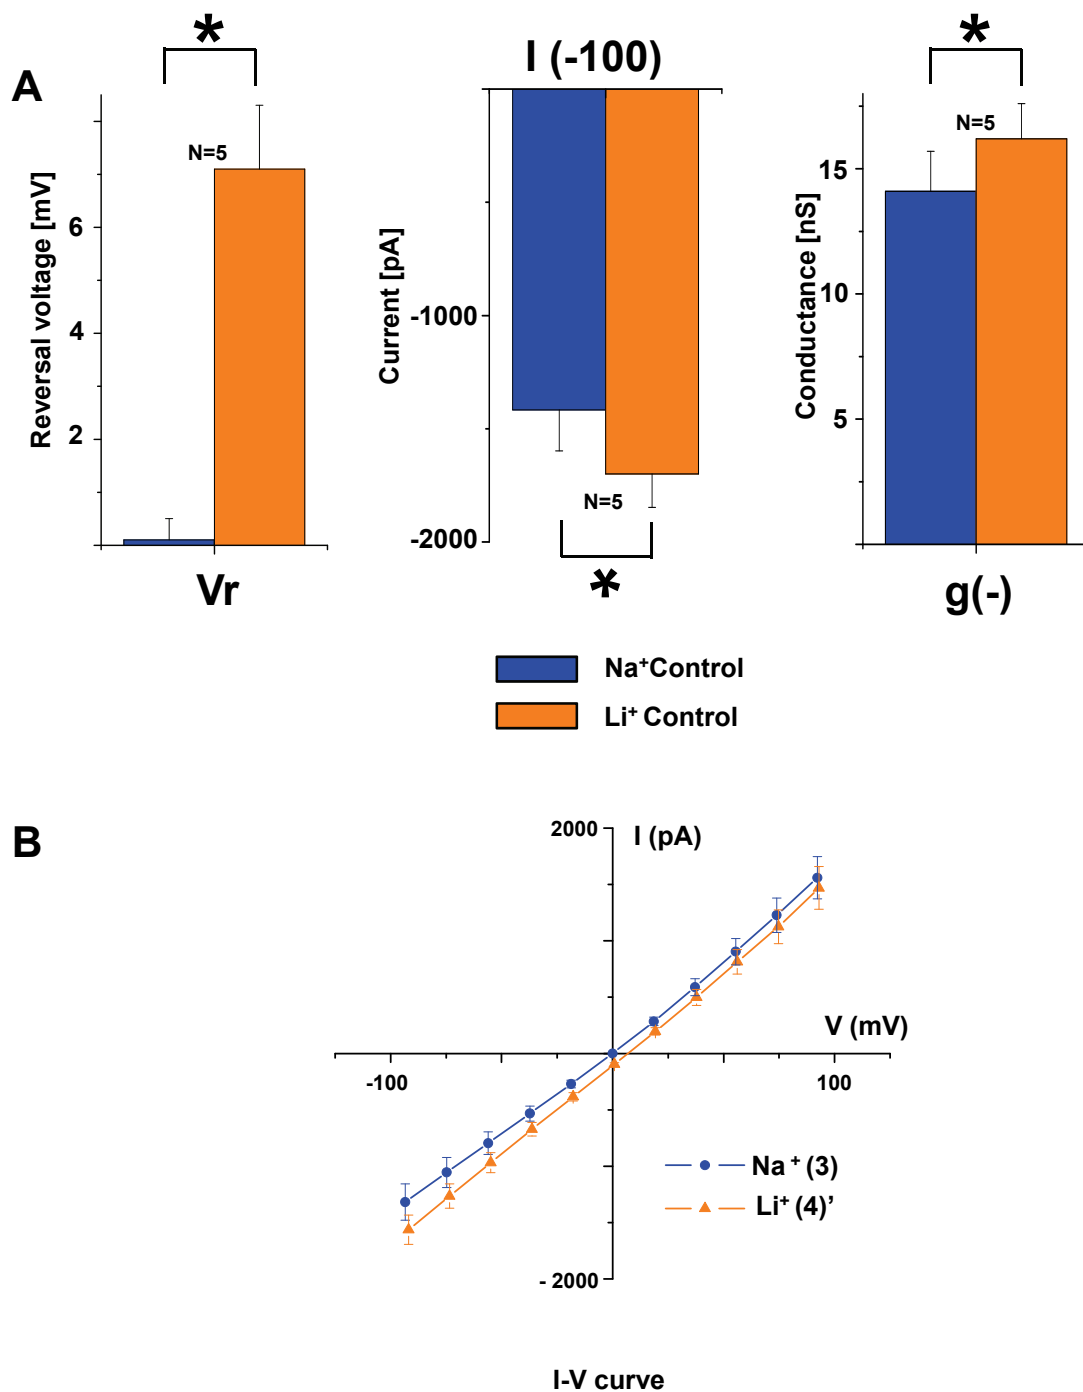 A
*
Reversal voltage [mV]
6
4
2
N=5
Vr
I (-100)
Current [pA]
-1000
-2000
N=5
*
*
Conductance [nS]
15
10
5
N=5
g(-)
Na⁺Control
Li⁺ Control
B
2000
I (pA)
V (mV)
-100
100
Na ⁺ (3)
Li⁺ (4)’
- 2000
I-V curve